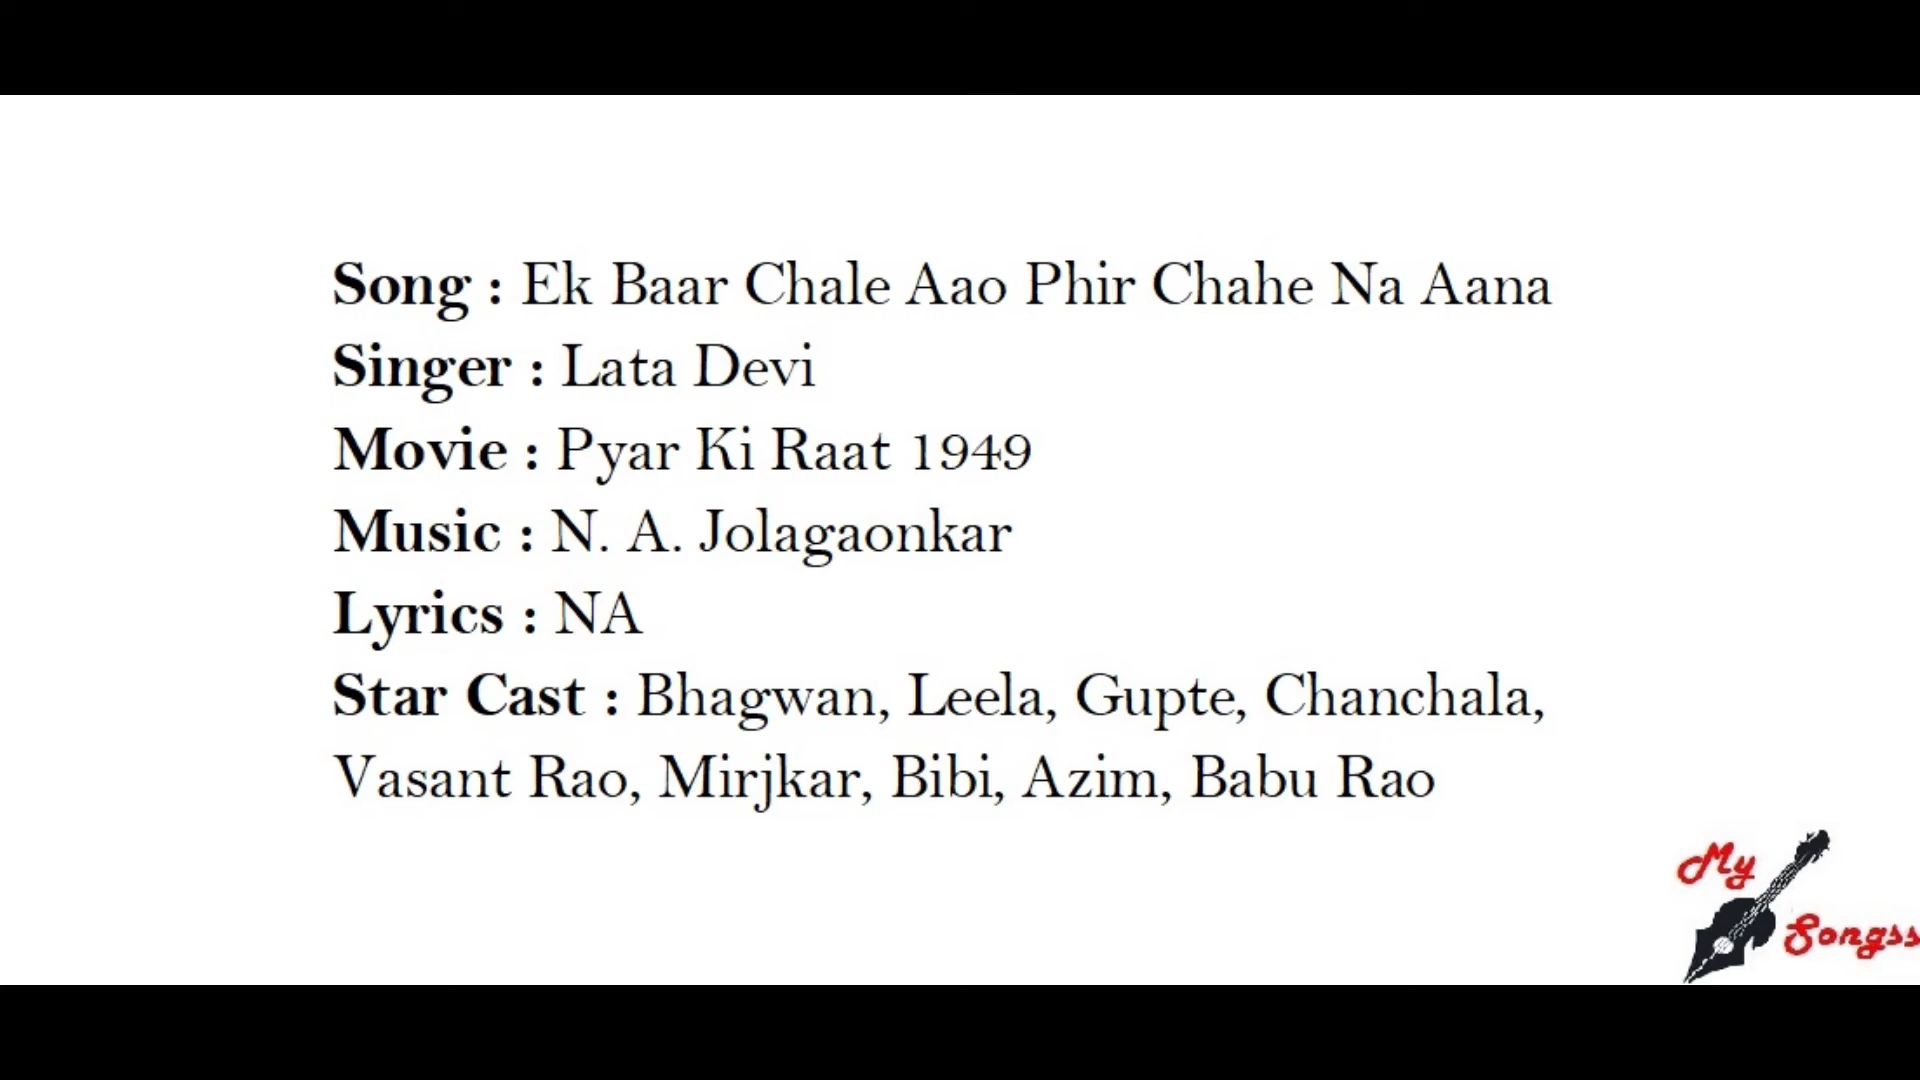 Song : Ek Baar Chale Aao Phir Chahe Na Aana
Singer : Lata Devi
Movie : Pyar Ki Raat 1949
Music : N. A. Jolagaonkar
Lyrics : NA
Star Cast : Bhagwan, Leela, Gupte, Chanchala,
Vasant Rao, Mirjkar, Bibi, Azim, Babu Rao
My
Songss